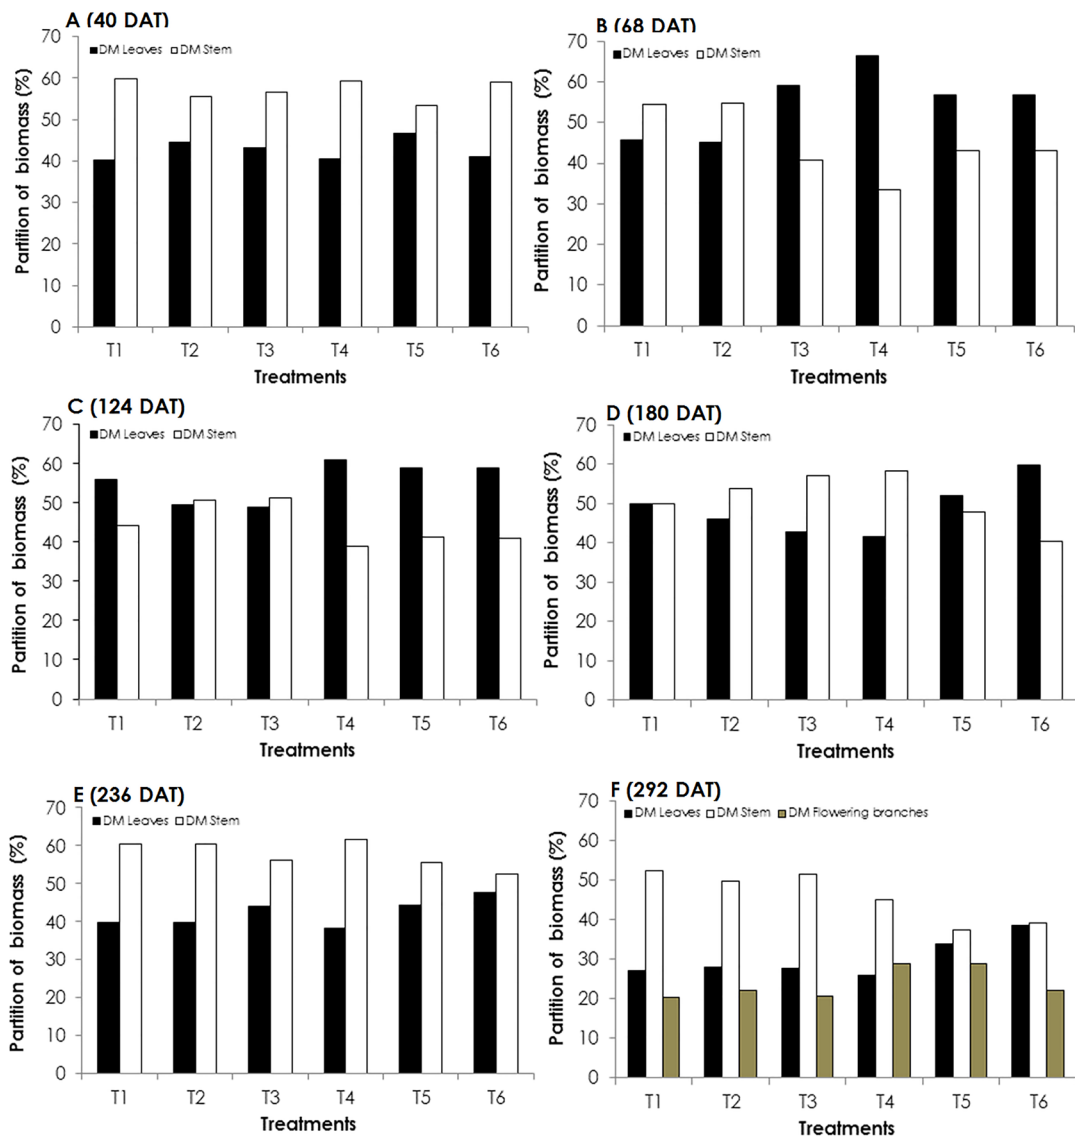 A (40 DAT)
DM Leaves DM Stem
Partition of biomass (%)
70
60
50
40
30
20
10
0
T1 T2 T3 T4 T5 T6
Treatments
B (68 DAT)
DM Leaves DM Stem
Partition of biomass (%)
70
60
50
40
30
20
10
0
T1 T2 T3 T4 T5 T6
Treatments
C (124 DAT)
DM Leaves DM Stem
Partition of biomass (%)
70
60
50
40
30
20
10
0
T1 T2 T3 T4 T5 T6
Treatments
D (180 DAT)
DM Leaves DM Stem
Partition of biomass (%)
70
60
50
40
30
20
10
0
T1 T2 T3 T4 T5 T6
Treatments
E (236 DAT)
DM Leaves DM Stem
Partition of biomass (%)
70
60
50
40
30
20
10
0
T1 T2 T3 T4 T5 T6
Treatments
F (292 DAT)
DM Leaves DM Stem DM Flowering branches
Partition of biomass (%)
70
60
50
40
30
20
10
0
T1 T2 T3 T4 T5 T6
Treatments